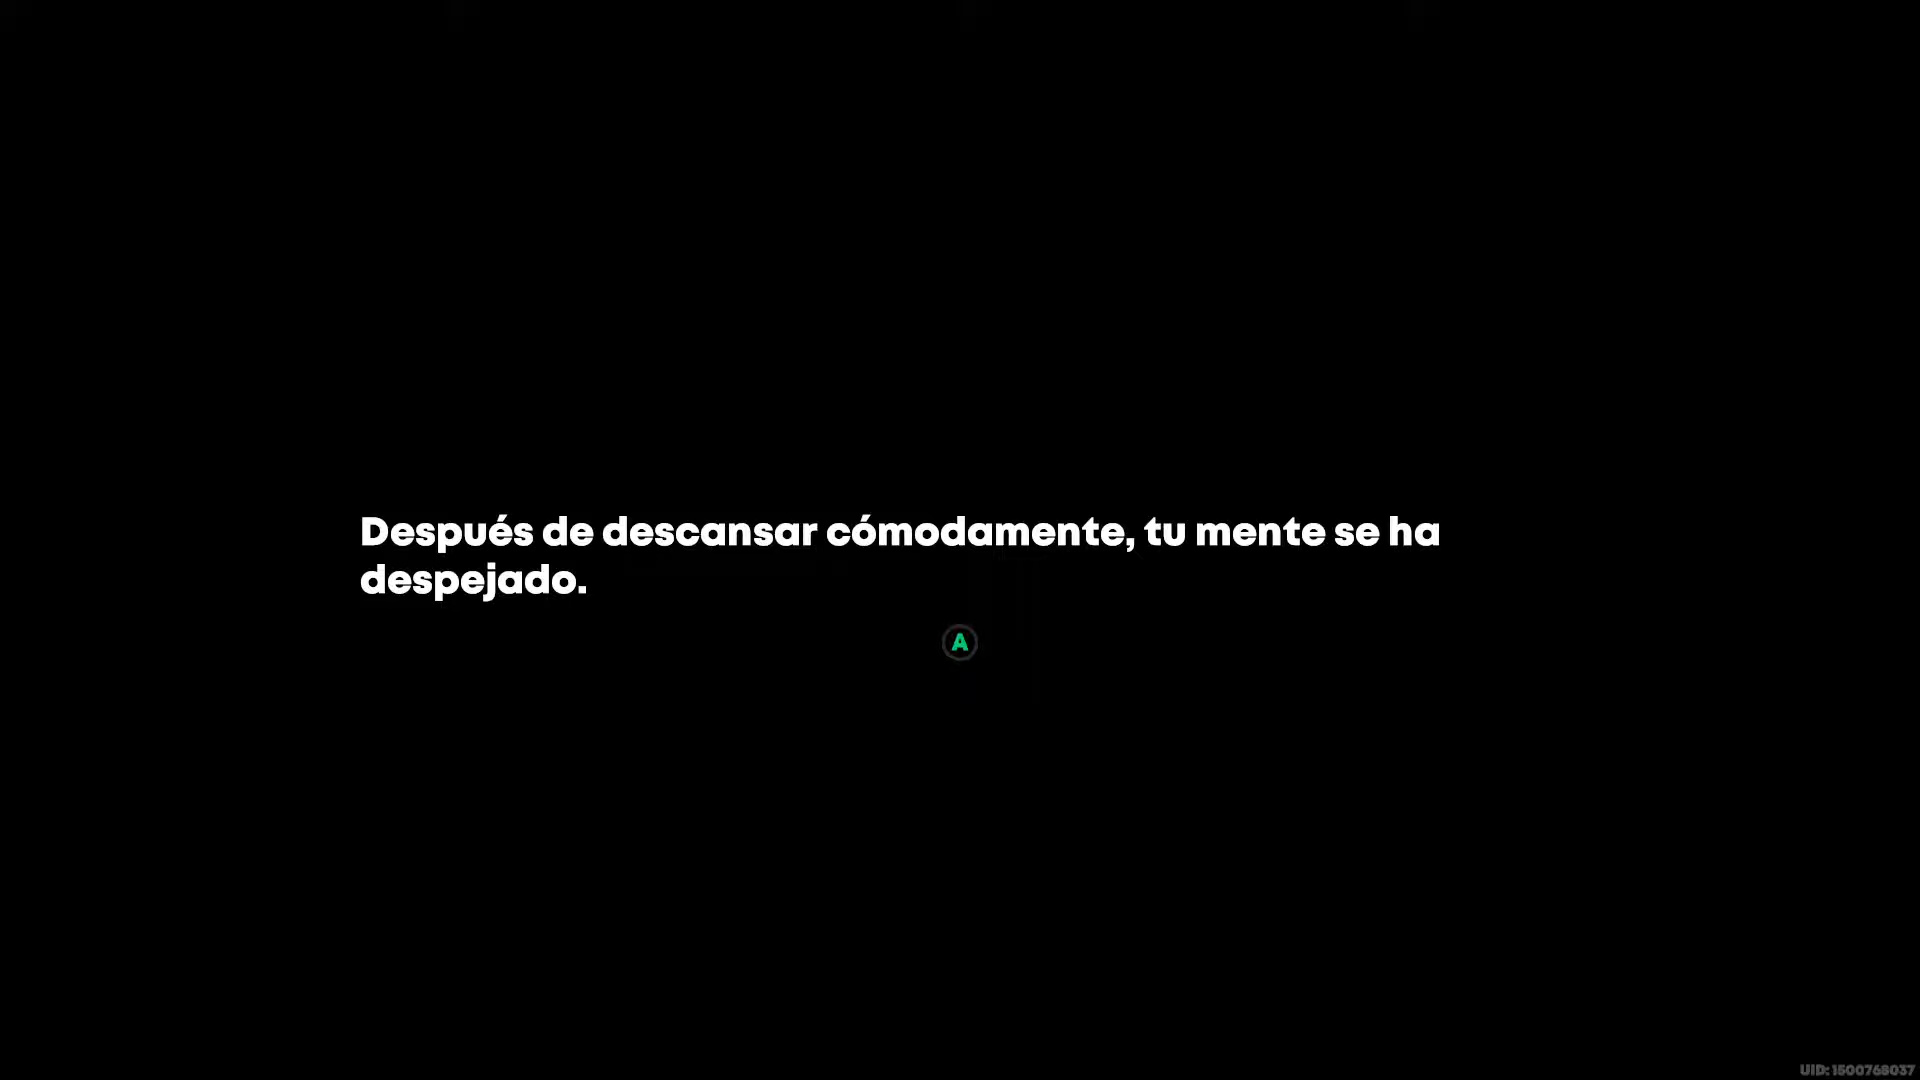 Después de descansar cómodamente, tu mente se ha
despejado.
A
UID: 1500768037